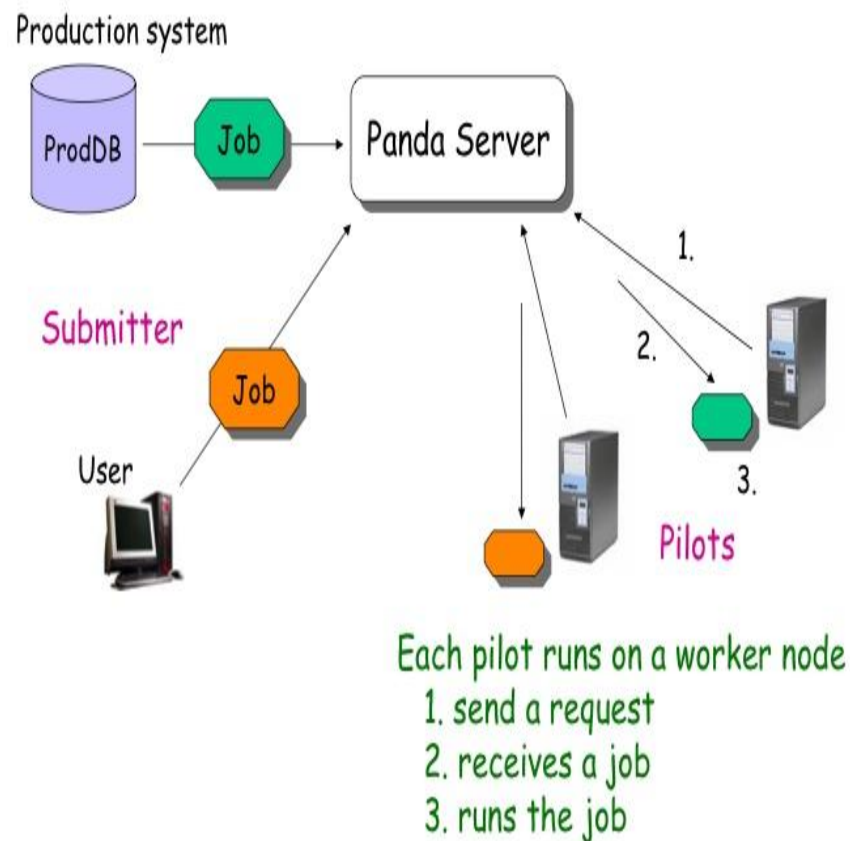 Production system
ProdDB
Job
Panda Server
1.
2.
Submitter
Job
3.
User
Pilots
Each pilot runs on a worker node
1. send a request
2. receives a job
3. runs the job